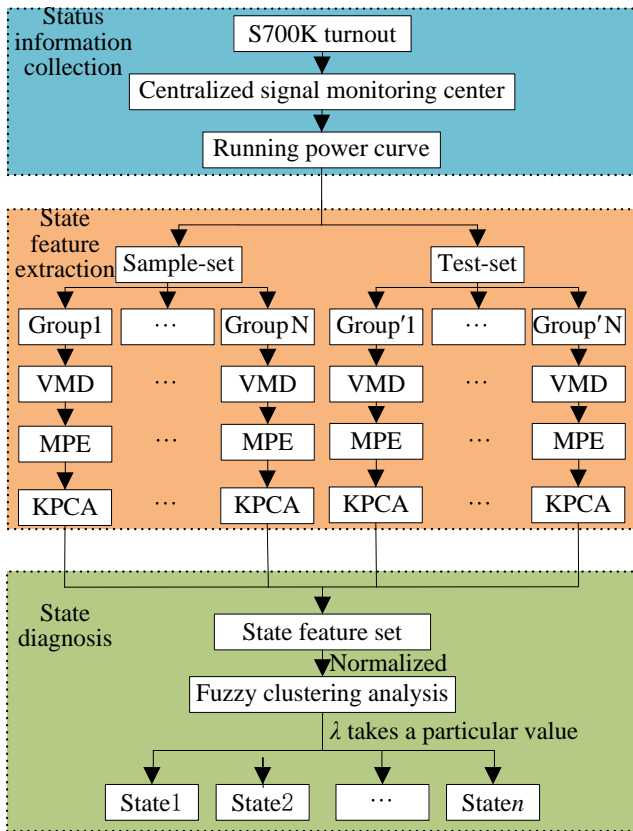 Status
information
collection
S700K turnout
Centralized signal monitoring center
Running power curve
State
feature
extraction
Sample-set
Test-set
Group1
···
GroupN
Group'1
···
Group'N
VMD
···
VMD
VMD
···
VMD
MPE
···
MPE
MPE
···
MPE
KPCA
···
KPCA
KPCA
···
KPCA
State
diagnosis
State feature set
Normalized
Fuzzy clustering analysis
λ takes a particular value
State1
State2
···
Staten